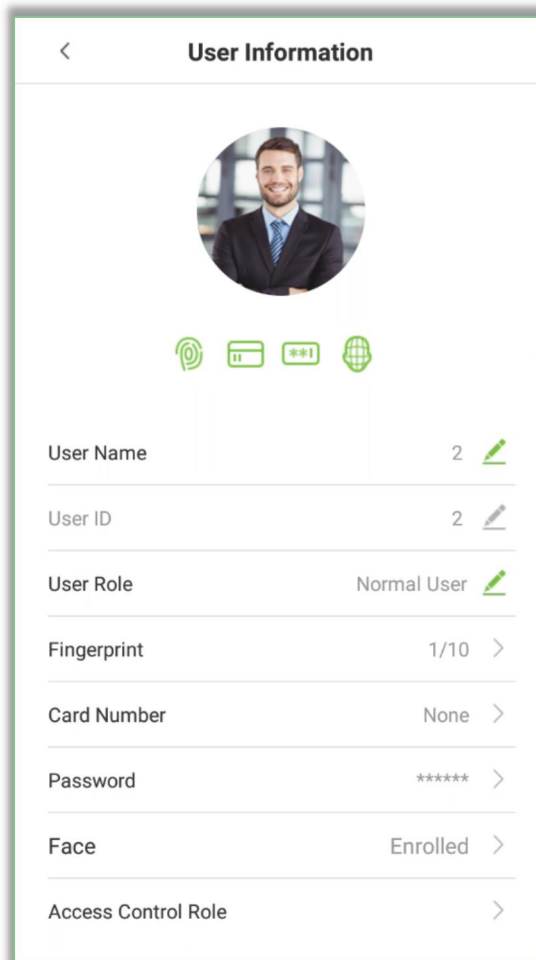 User Information
**I
User Name 2
User ID 2
User Role Normal User
Fingerprint 1/10
Card Number None
Password ******
Face Enrolled
Access Control Role